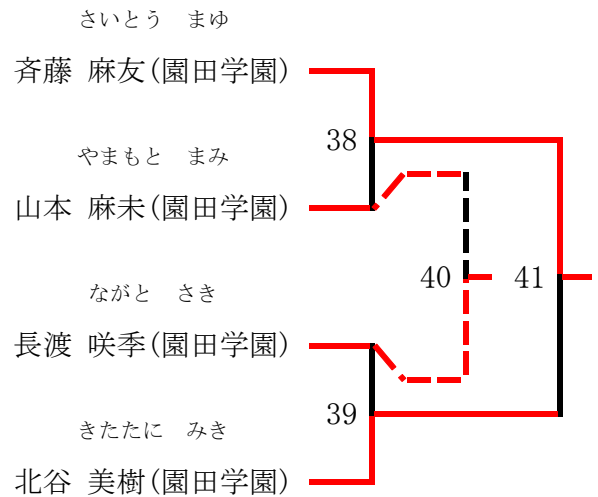 さいとう　まゆ
斉藤 麻友(園田学園)
38
やまもと　まみ
山本 麻未(園田学園)
40 41
ながと　さき
長渡 咲季(園田学園)
39
きたたに　みき
北谷 美樹(園田学園)